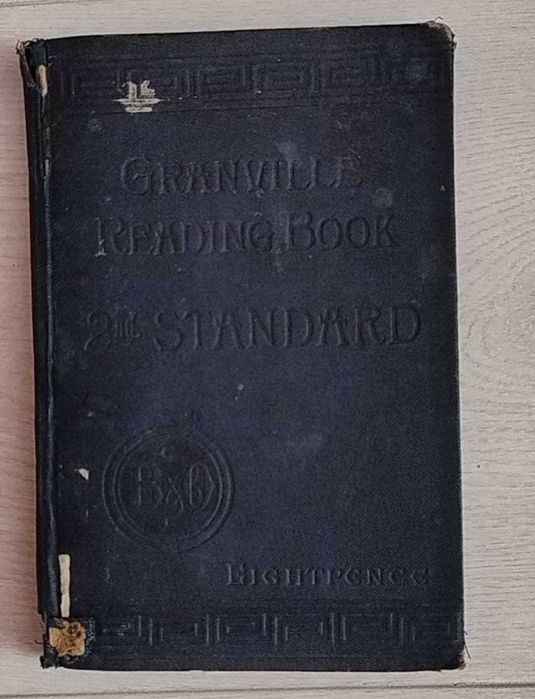 GRANVILLE
READING BOOK
2nd STANDARD
B&O
EIGHTPENCE